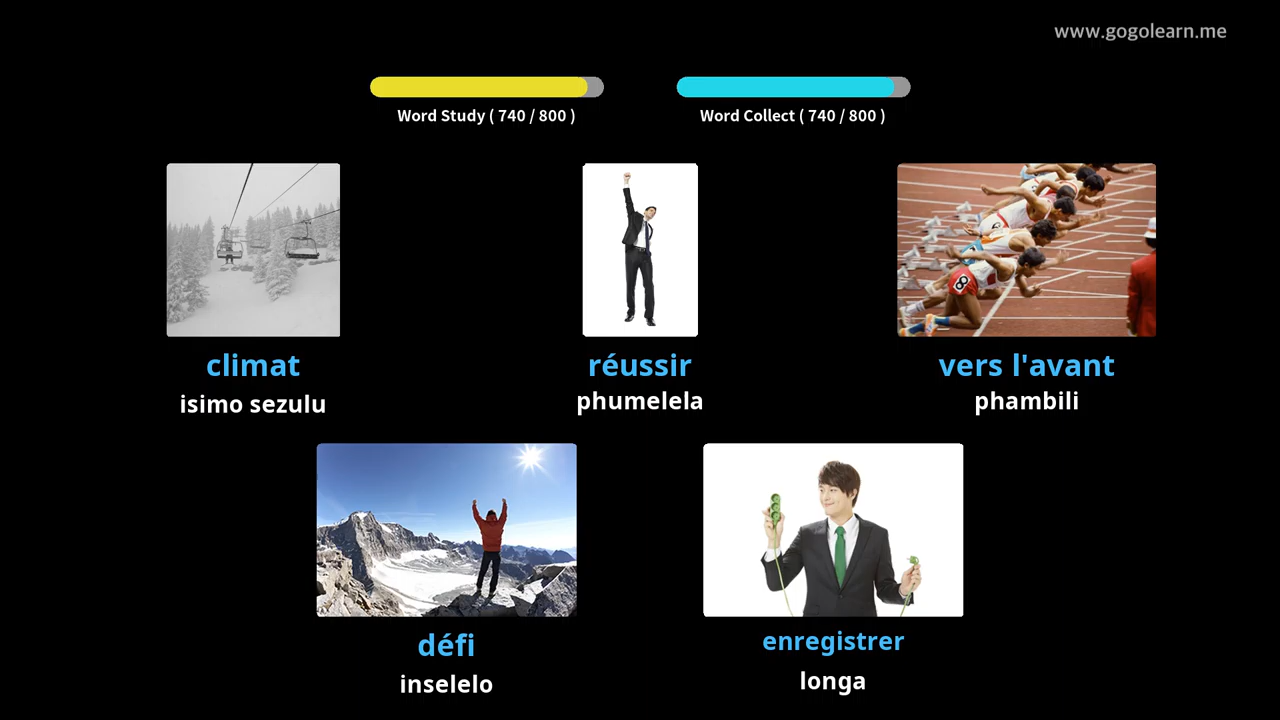 www.gogolearn.me
Word Study ( 740 / 800 )
Word Collect ( 740 / 800 )
climat
isimo sezulu
réussir
phumelela
vers l'avant
phambili
défi
inselelo
enregistrer
longa